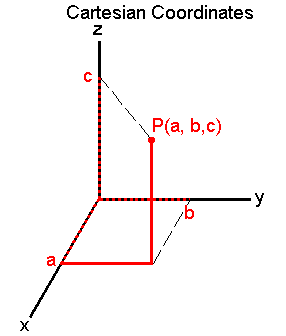 Cartesian Coordinates
z
c
P(a, b,c)
y
b
a
x